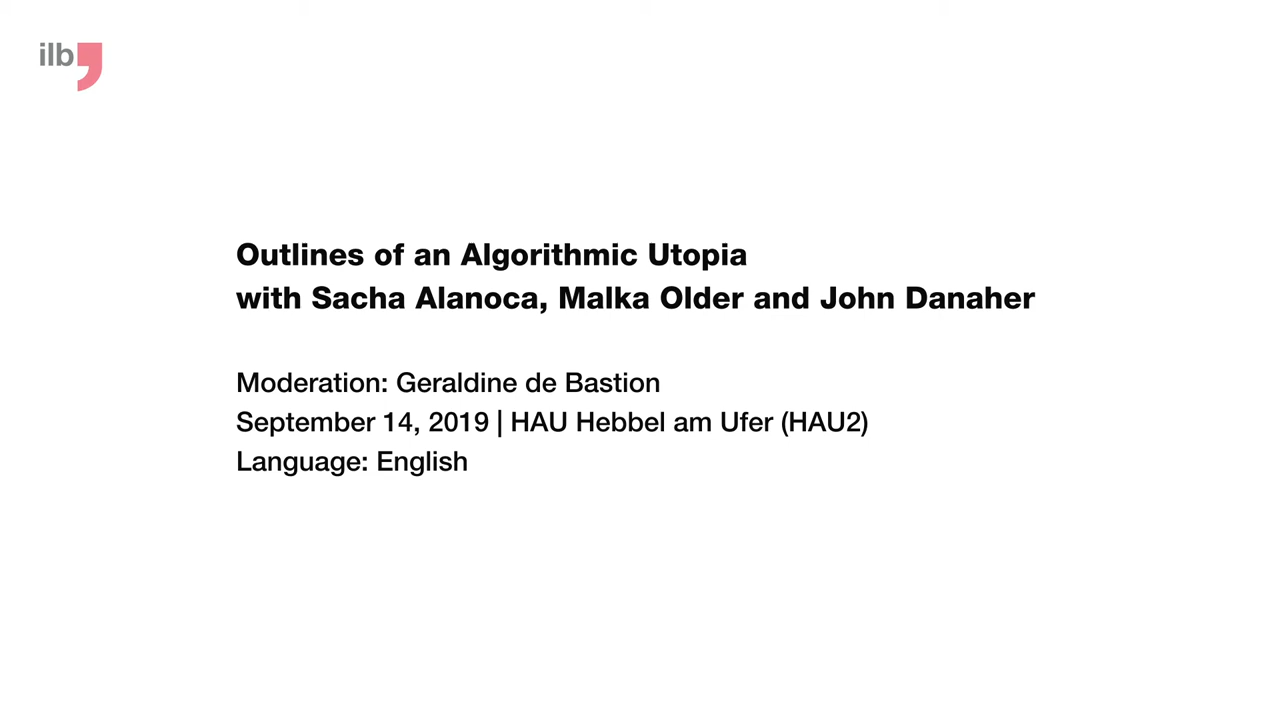 ilb
Outlines of an Algorithmic Utopia
with Sacha Alanoca, Malka Older and John Danaher
Moderation: Geraldine de Bastion
September 14, 2019 | HAU Hebbel am Ufer (HAU2)
Language: English